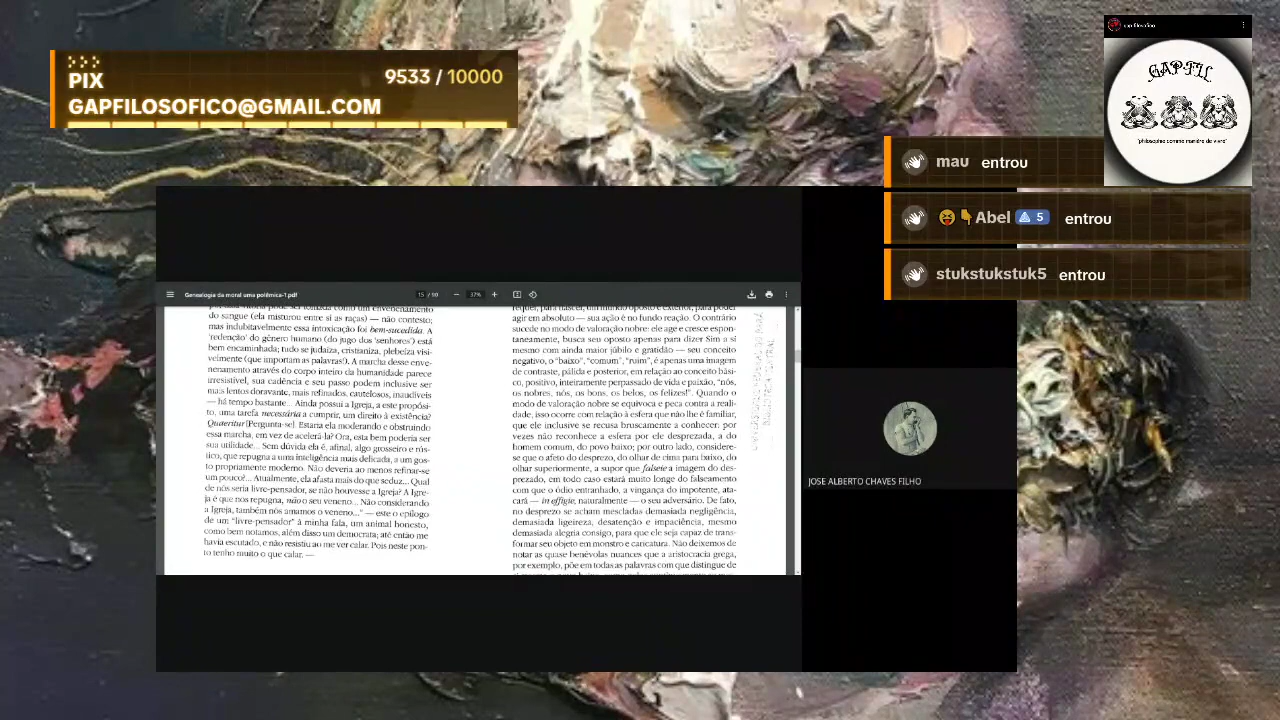 PIX
9533 / 10000
GAPFILOSOFICO@GMAIL.COM
gap filosofico
GAPFIL
"philosophie comme manière de vivre"
mau entrou
Abel 5 entrou
stukstukstuk5 entrou
Genealogia da moral uma polêmica-1.pdf
15 / 90
37%
do sangue (ela misturou entre si as raças) — não contesto;
mas indubitavelmente essa intoxicação foi bem-sucedida. A
'redenção' do gênero humano (do jugo dos 'senhores') está
bem encaminhada; tudo se judaíza, cristianiza, plebeíza visi-
velmente (que importam as palavras!). A marcha desse enve-
nenamento através do corpo inteiro da humanidade parece
irresistível, sua cadência e seu passo podem inclusive ser
mais lentos doravante, mais refinados, cautelosos, inaudíveis
— há tempo bastante... Ainda possui a Igreja, a este propósi-
to, uma tarefa necessária a cumprir, um direito à existência?
Quaeritur [Pergunta-se]. Estaria ela moderando e obstruindo
essa marcha, em vez de acelerá-la? Ora, esta bem poderia ser
sua utilidade... Sem dúvida ela é, afinal, algo grosseiro e rús-
tico, que repugna a uma inteligência mais delicada, a um gos-
to propriamente moderno. Não deveria ao menos refinar-se
um pouco?... Atualmente, ela afasta mais do que seduz... Qual
de nós seria livre-pensador, se não houvesse a Igreja? A Igre-
ja é que nos repugna, não o seu veneno... Não considerando
a Igreja, também nós amamos o veneno..." — este o epílogo
de um "livre-pensador" à minha fala, um animal honesto,
como bem notamos, além disso um democrata; até então me
havia escutado, e não resistiu ao me ver calar. Pois neste pon-
to tenho muito o que calar. —
requer, para nascer, um mundo oposto e exterior, para poder
agir em absoluto — sua ação é no fundo reação. O contrário
sucede no modo de valoração nobre: ele age e cresce espon-
taneamente, busca seu oposto apenas para dizer Sim a si
mesmo com ainda maior júbilo e gratidão — seu conceito
negativo, o "baixo", "comum", "ruim", é apenas uma imagem
de contraste, pálida e posterior, em relação ao conceito bási-
co, positivo, inteiramente perpassado de vida e paixão, "nós,
os nobres, nós, os bons, os belos, os felizes!". Quando o
modo de valoração nobre se equivoca e peca contra a reali-
dade, isso ocorre com relação à esfera que não lhe é familiar,
que ele inclusive se recusa bruscamente a conhecer: por
vezes não reconhece a esfera por ele desprezada, a do
homem comum, do povo baixo; por outro lado, considere-
se que o afeto do desprezo, do olhar de cima para baixo, do
olhar superiormente, a supor que falseie a imagem do des-
prezado, em todo caso estará muito longe do falseamento
com que o ódio entranhado, a vingança do impotente, ata-
cará — in effigie, naturalmente — o seu adversário. De fato,
no desprezo se acham mescladas demasiada negligência,
demasiada ligeireza, desatenção e impaciência, mesmo
demasiada alegria consigo, para que ele seja capaz de trans-
formar seu objeto em monstro e caricatura. Não deixemos de
notar as quase benévolas nuances que a aristocracia grega,
por exemplo, põe em todas as palavras com que distingue de
JOSE ALBERTO CHAVES FILHO